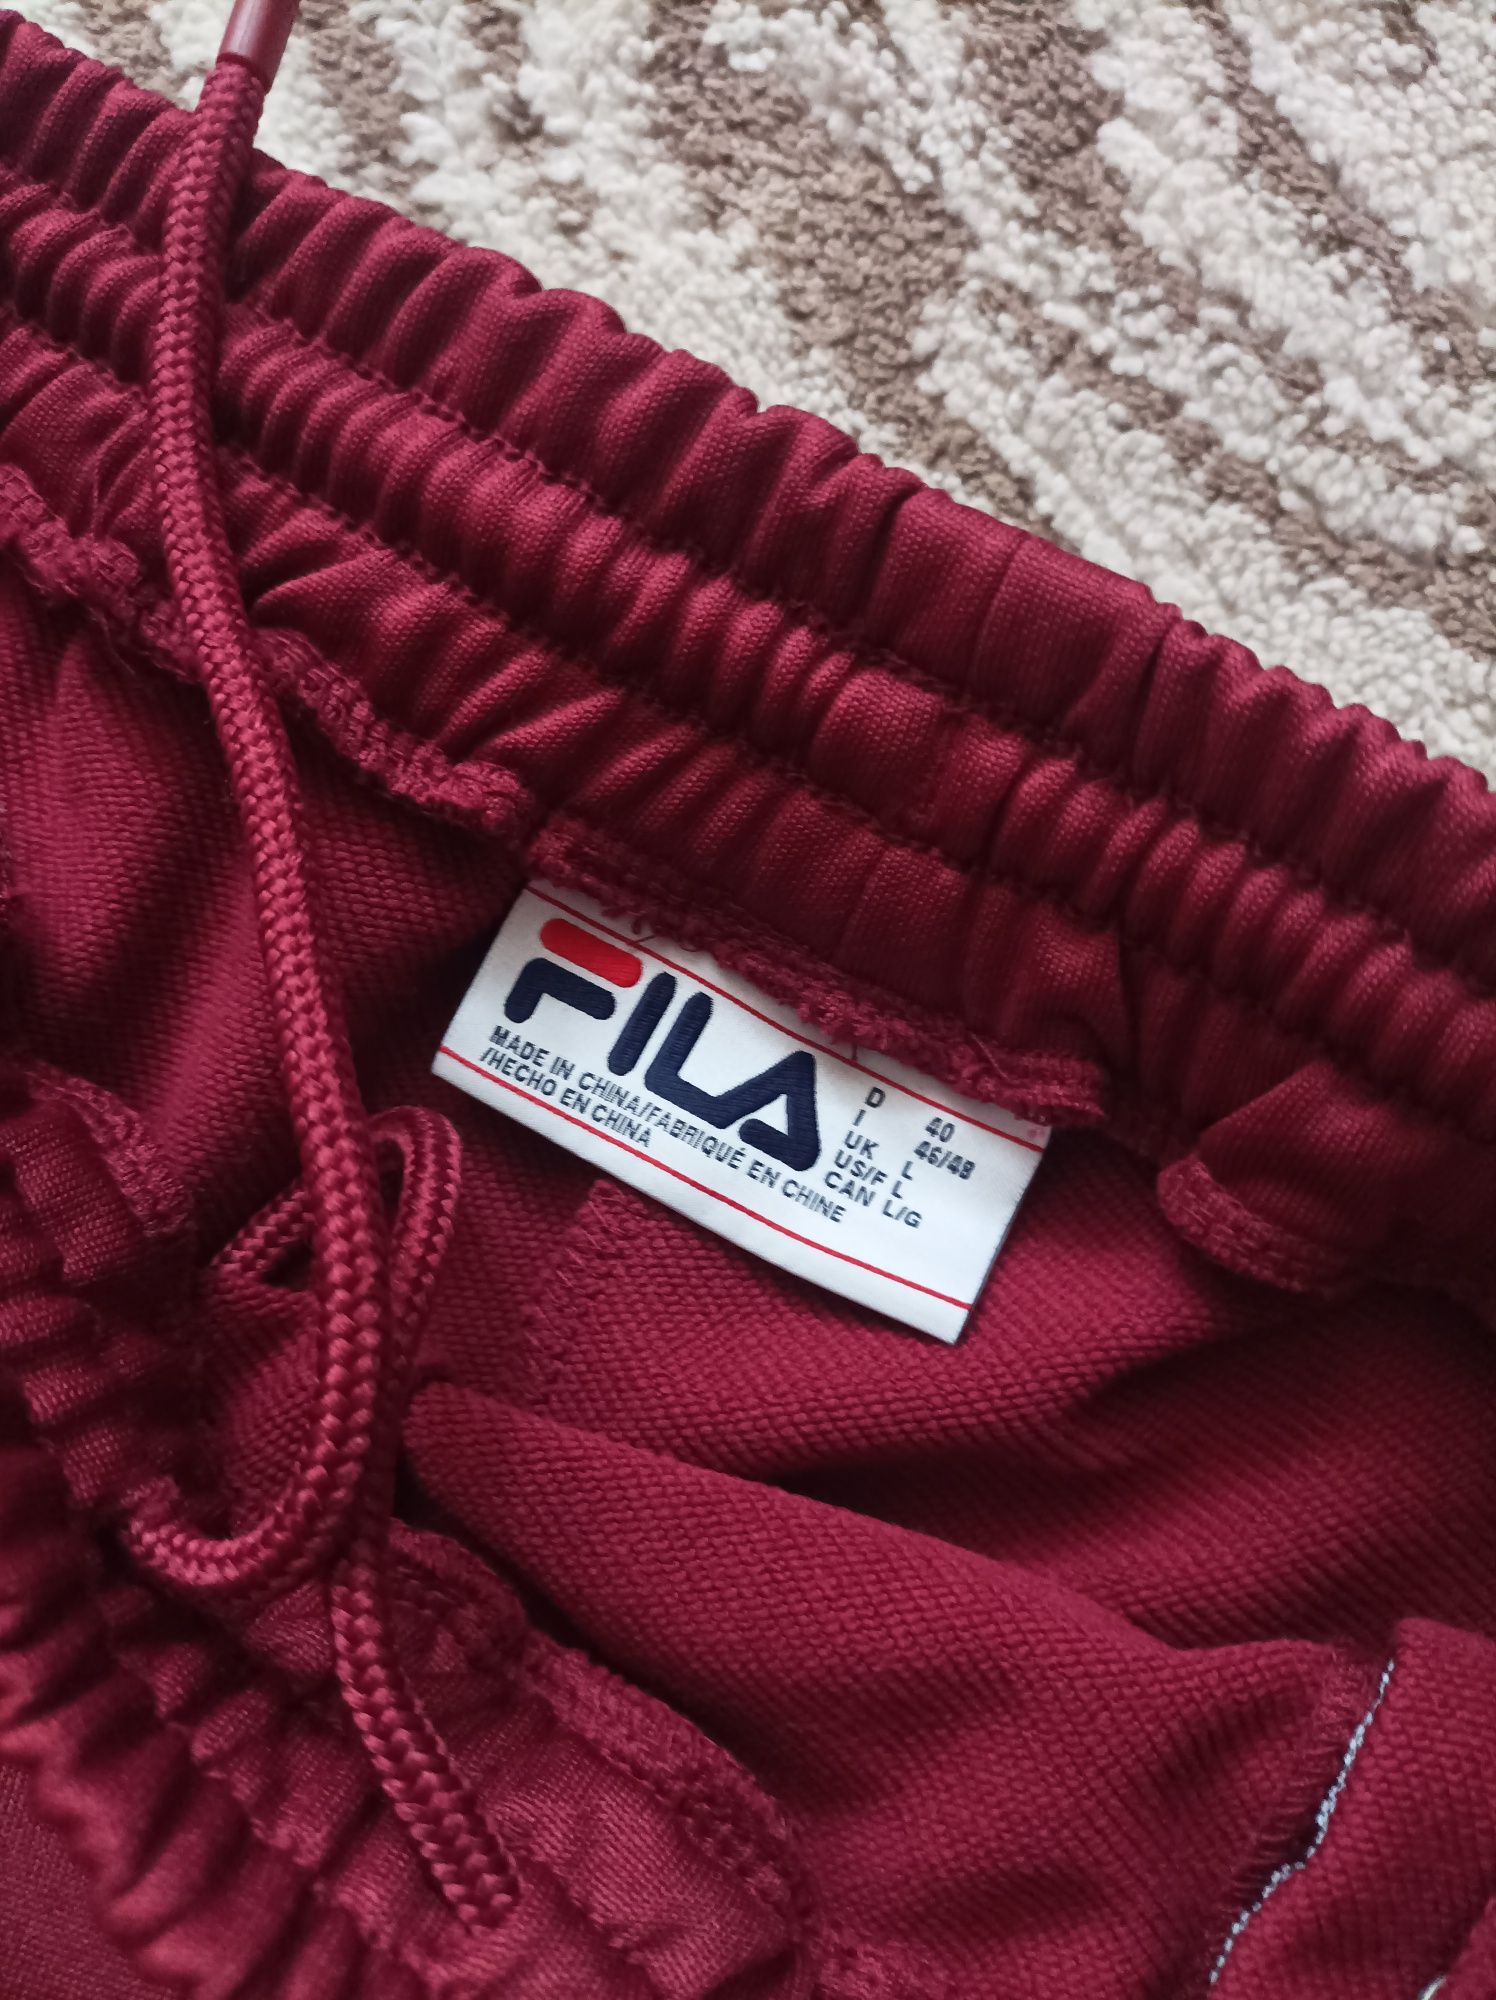 FILA
MADE IN CHINA/FABRIQUÉ EN CHINE
/HECHO EN CHINA
D 40
I 46/48
UK L
US/F L
CAN L/G